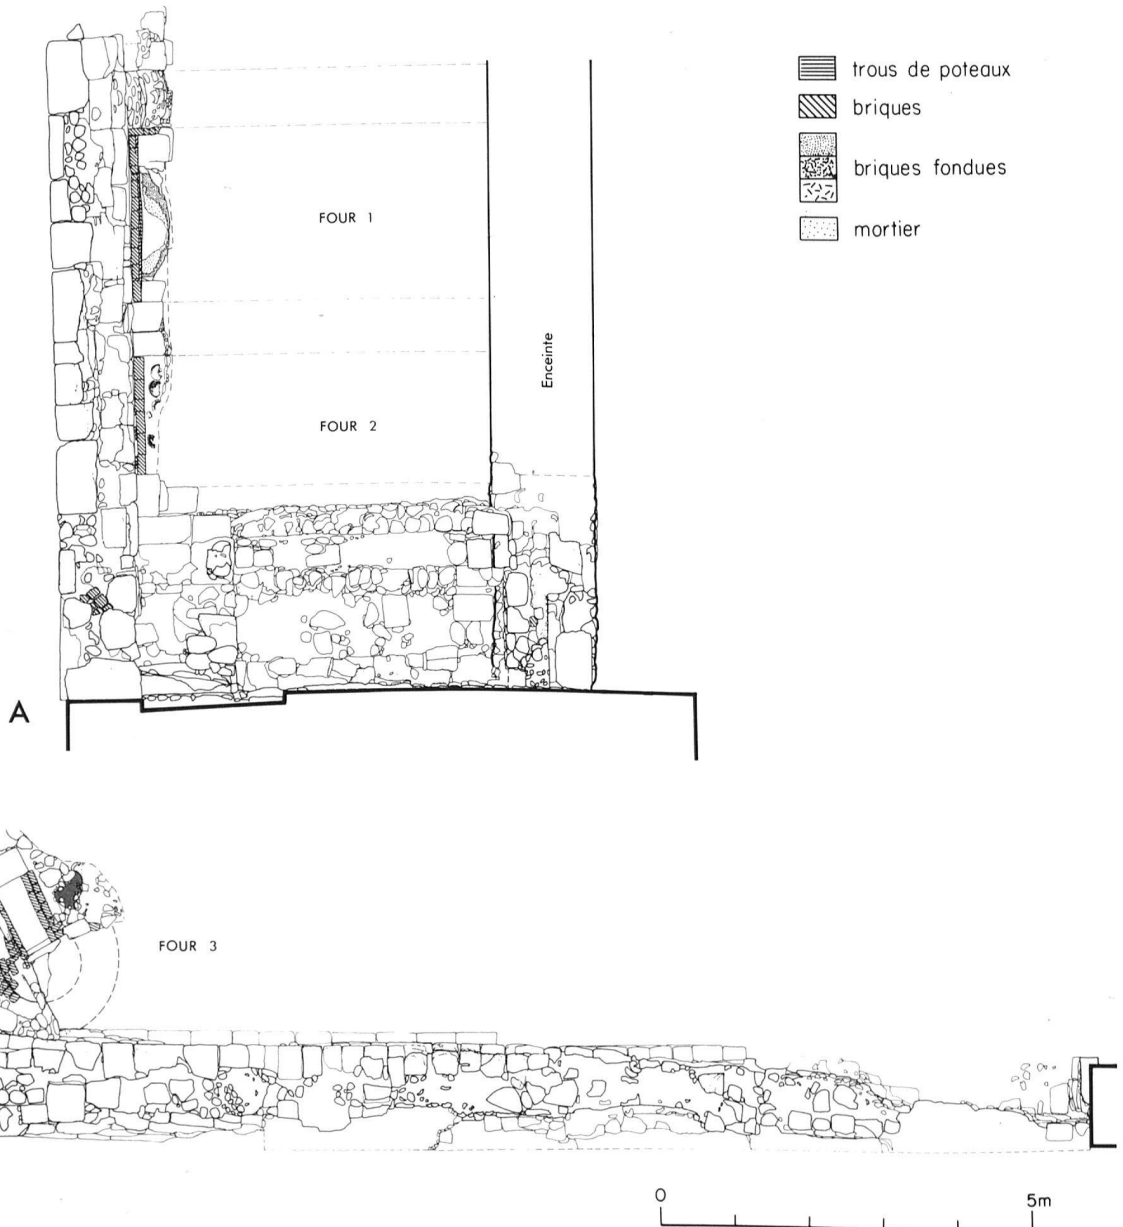 trous de poteaux
briques
briques fondues
mortier
FOUR 1
Enceinte
FOUR 2
A
FOUR 3
0 5m